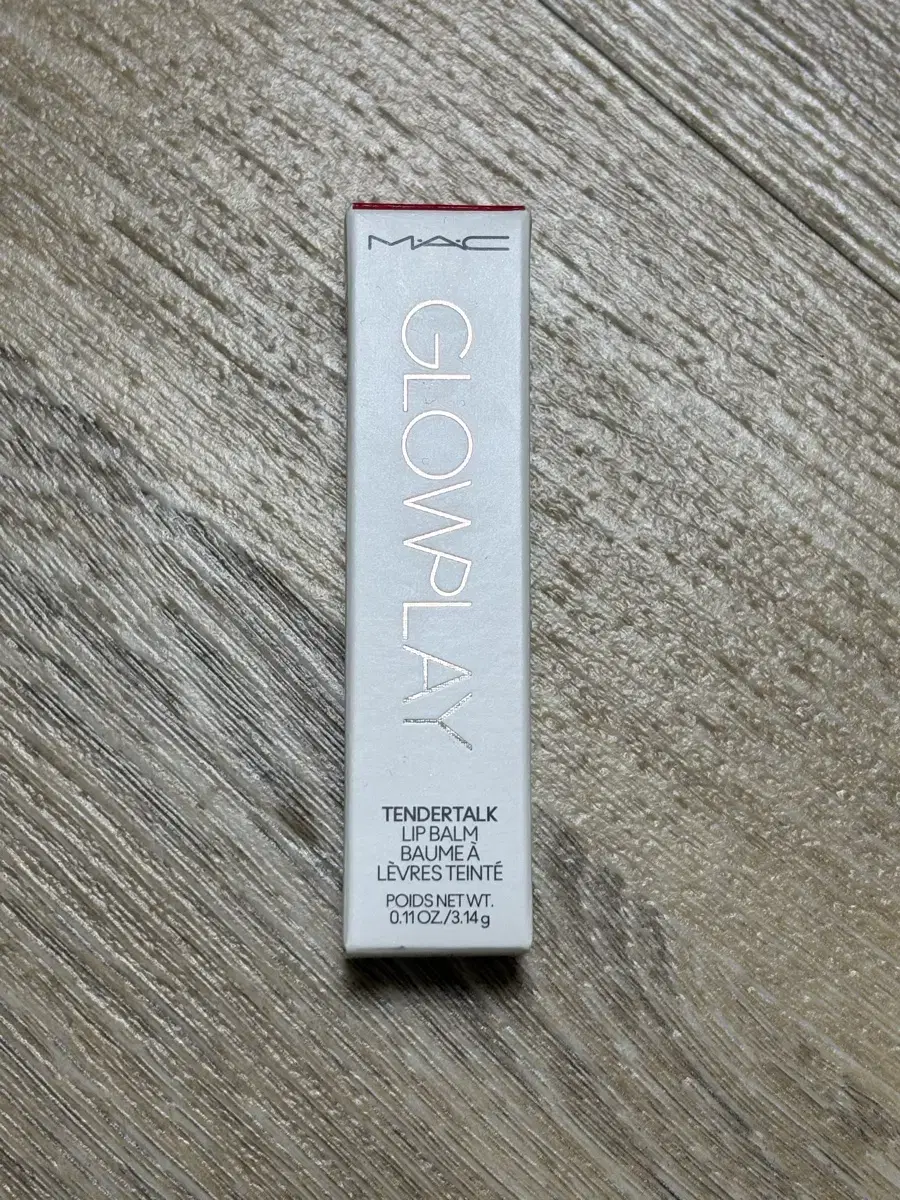 M·A·C
GLOWPLAY
TENDERTALK
LIP BALM
BAUME À
LÈVRES TEINTÉ
POIDS NET WT.
0.11 OZ./3.14 g